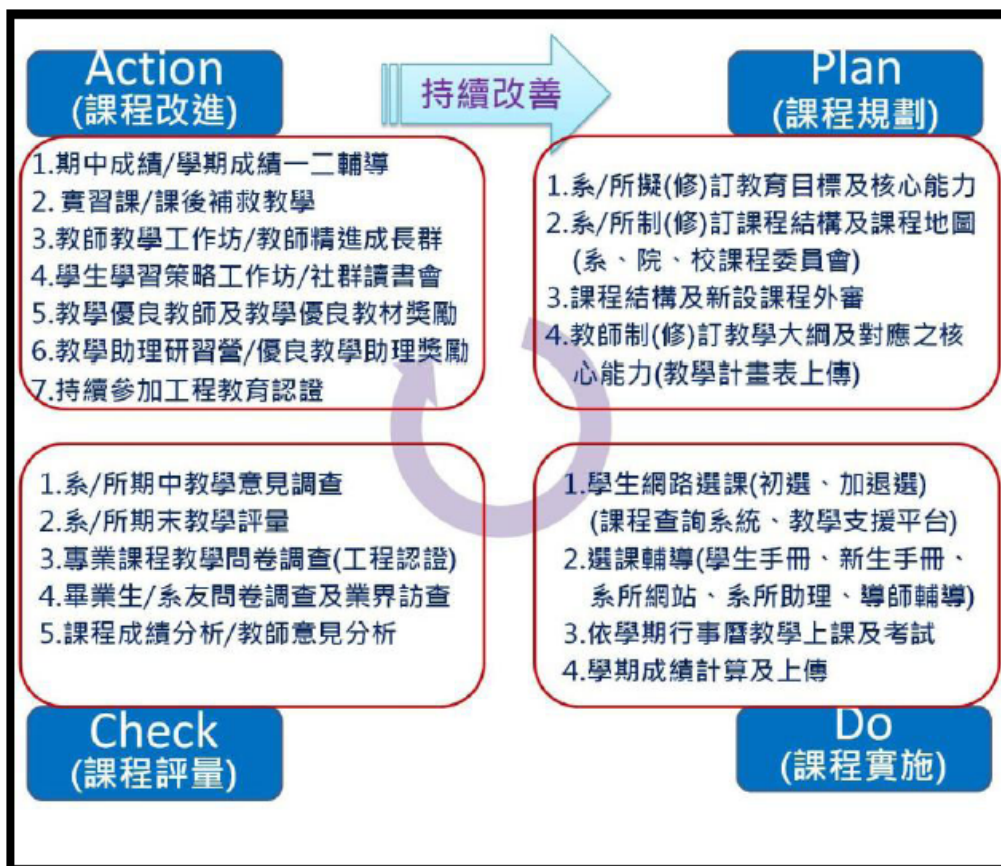 Action
(課程改進)
1.期中成績/學期成績一二輔導
2. 實習課/課後補救教學
3.教師教學工作坊/教師精進成長群
4.學生學習策略工作坊/社群讀書會
5.教學優良教師及教學優良教材獎勵
6.教學助理研習營/優良教學助理獎勵
7.持續參加工程教育認證
持續改善
Plan
(課程規劃)
1.系/所擬(修)訂教育目標及核心能力
2.系/所制(修)訂課程結構及課程地圖
(系、院、校課程委員會)
3.課程結構及新設課程外審
4.教師制(修)訂教學大綱及對應之核
心能力(教學計畫表上傳)
1.系/所期中教學意見調查
2.系/所期末教學評量
3.專業課程教學問卷調查(工程認證)
4.畢業生/系友問卷調查及業界訪查
5.課程成績分析/教師意見分析
Check
(課程評量)
1.學生網路選課(初選、加退選)
(課程查詢系統、教學支援平台)
2.選課輔導(學生手冊、新生手冊、
系所網站、系所助理、導師輔導)
3.依學期行事曆教學上課及考試
4.學期成績計算及上傳
Do
(課程實施)